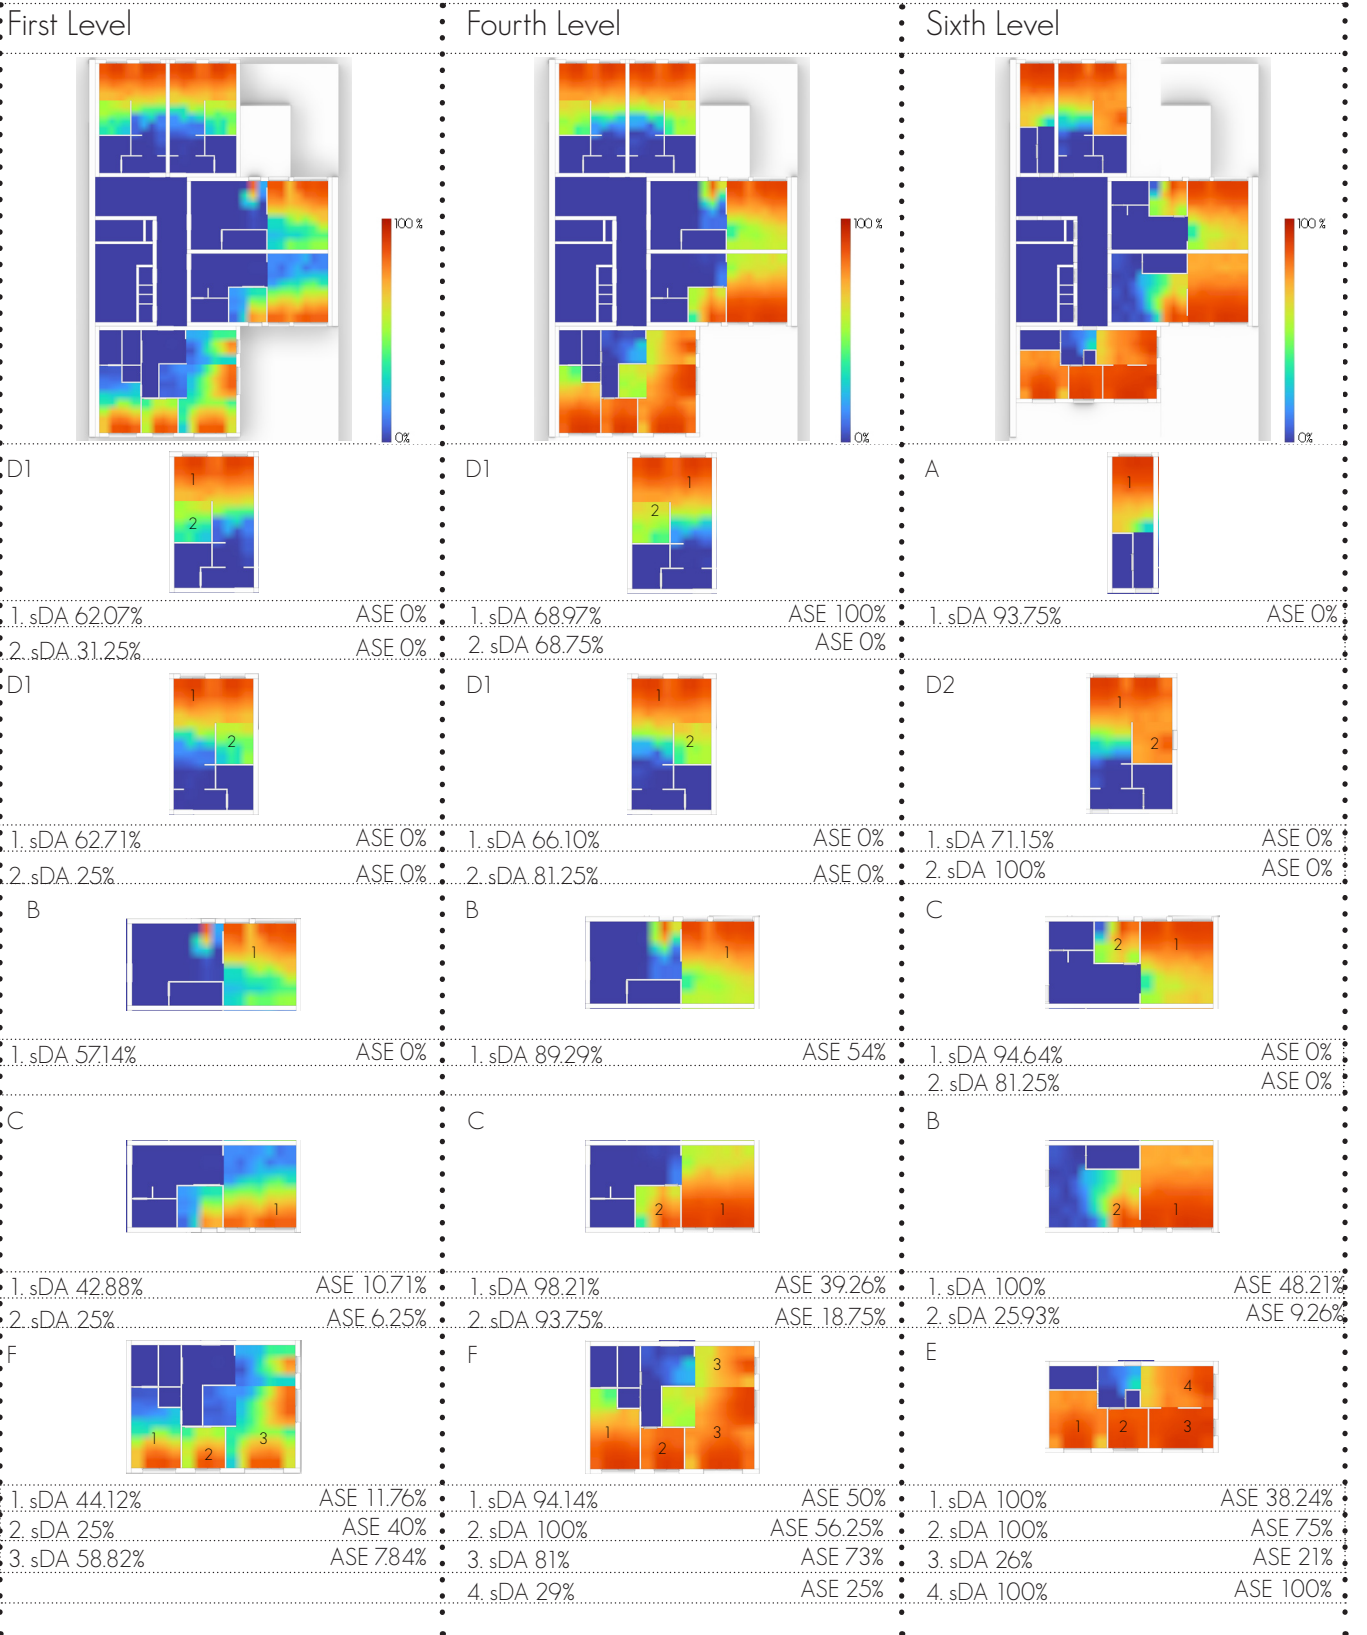 First Level
Fourth Level
Sixth Level
100 %
0%
100 %
0%
100 %
0%
D1
1
2
1. sDA 62.07% ASE 0%
2. sDA 31.25% ASE 0%
D1
1
2
1. sDA 68.97% ASE 100%
2. sDA 68.75% ASE 0%
A
1
1. sDA 93.75% ASE 0%
D1
1
2
1. sDA 62.71% ASE 0%
2. sDA 25% ASE 0%
D1
1
2
1. sDA 66.10% ASE 0%
2. sDA 81.25% ASE 0%
D2
1
2
1. sDA 71.15% ASE 0%
2. sDA 100% ASE 0%
B
1
1. sDA 57.14% ASE 0%
B
1
1. sDA 89.29% ASE 54%
C
2 1
1. sDA 94.64% ASE 0%
2. sDA 81.25% ASE 0%
C
1
1. sDA 42.88% ASE 10.71%
2. sDA 25% ASE 6.25%
C
2 1
1. sDA 98.21% ASE 39.26%
2. sDA 93.75% ASE 18.75%
B
2 1
1. sDA 100% ASE 48.21%
2. sDA 25.93% ASE 9.26%
F
1 2 3
1. sDA 44.12% ASE 11.76%
2. sDA 25% ASE 40%
3. sDA 58.82% ASE 7.84%
F
3
1 2 3
1. sDA 94.14% ASE 50%
2. sDA 100% ASE 56.25%
3. sDA 81% ASE 73%
4. sDA 29% ASE 25%
E
4
1 2 3
1. sDA 100% ASE 38.24%
2. sDA 100% ASE 75%
3. sDA 26% ASE 21%
4. sDA 100% ASE 100%